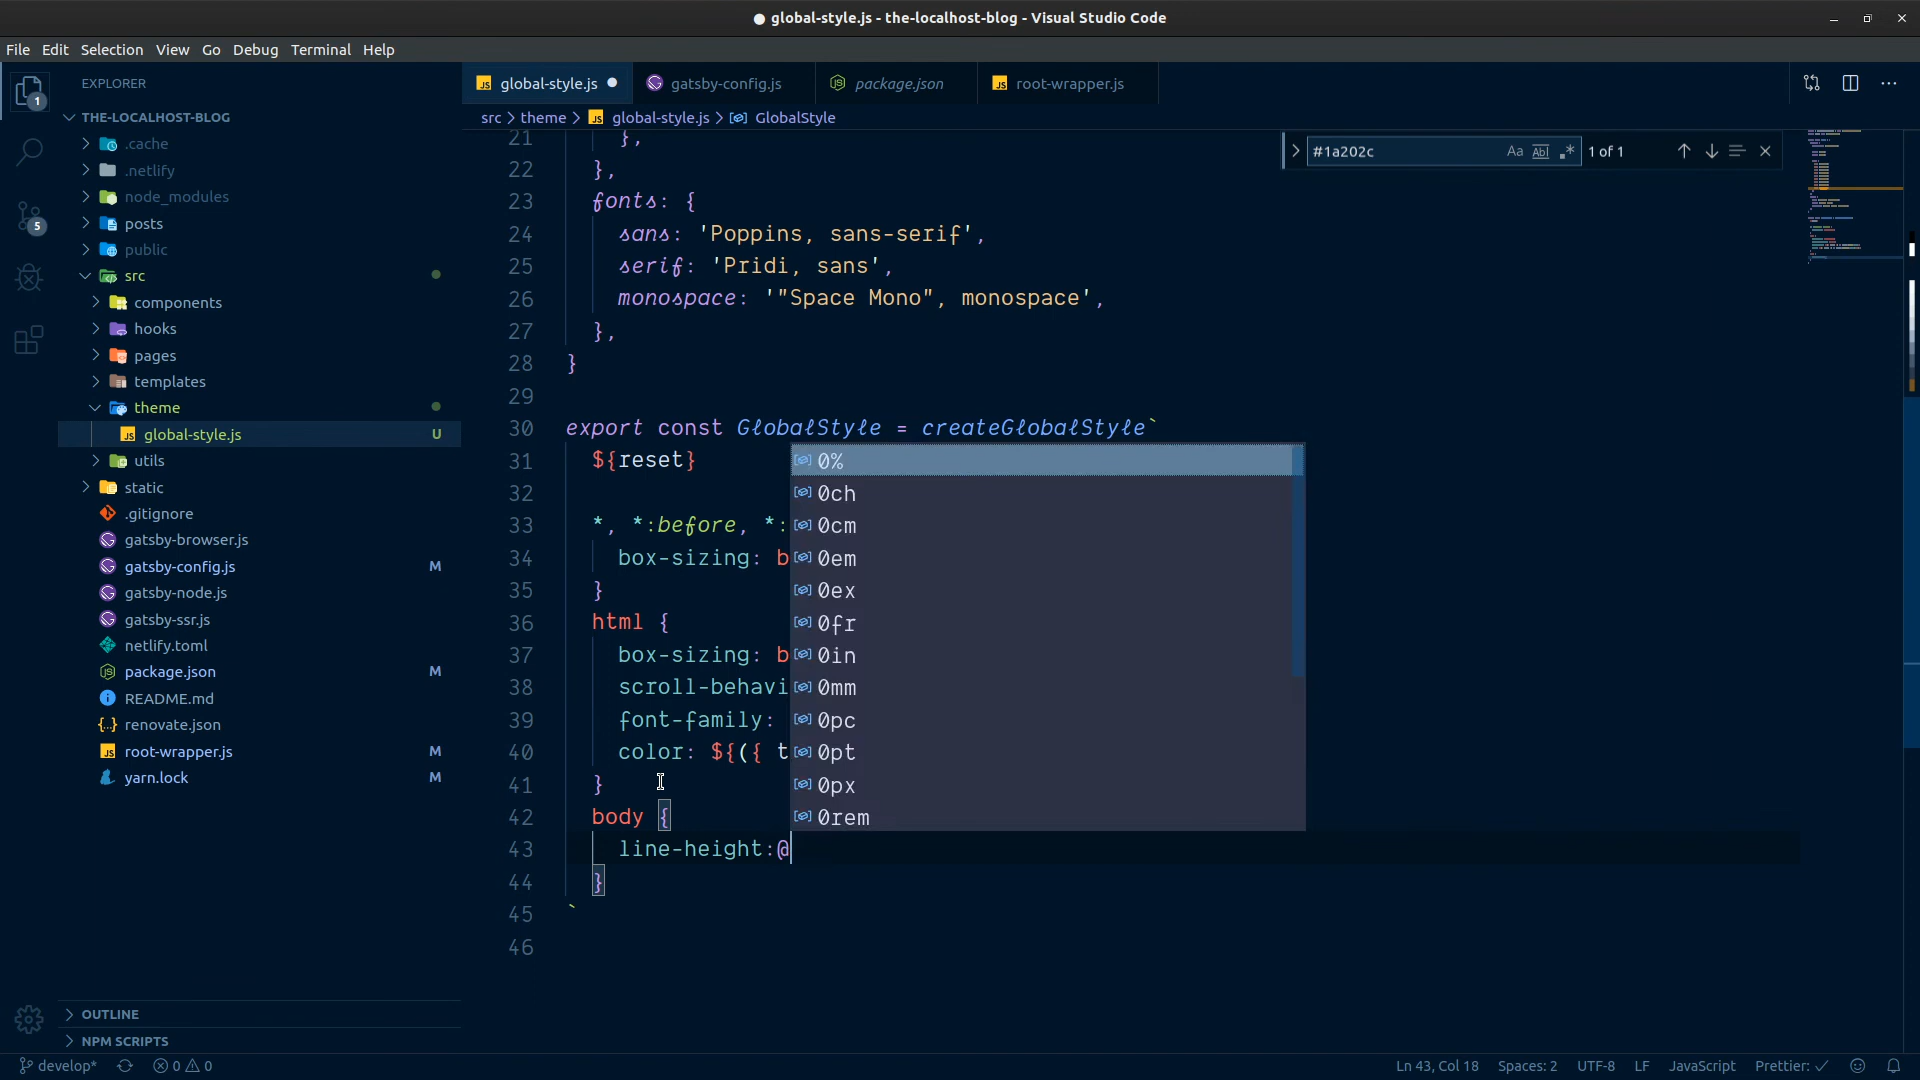 ● global-style.js - the-localhost-blog - Visual Studio Code
File Edit Selection View Go Debug Terminal Help
1
5
EXPLORER
THE-LOCALHOST-BLOG
.cache
.netlify
node_modules
posts
public
src
components
hooks
pages
templates
theme
global-style.js U
utils
static
.gitignore
gatsby-browser.js
gatsby-config.js M
gatsby-node.js
gatsby-ssr.js
netlify.toml
package.json M
README.md
renovate.json
root-wrapper.js M
yarn.lock M
OUTLINE
NPM SCRIPTS
global-style.js ● gatsby-config.js package.json root-wrapper.js
src > theme > global-style.js > GlobalStyle
#1a202c Aa Abl .* 1 of 1
21 },
22 },
23 fonts: {
24 sans: 'Poppins, sans-serif',
25 serif: 'Pridi, sans',
26 monospace: '"Space Mono", monospace',
27 },
28 }
29
30 export const GlobalStyle = createGlobalStyle`
31 ${reset}
32
33 *, *:before, *:
34 box-sizing: b
35 }
36 html {
37 box-sizing: b
38 scroll-behavi
39 font-family:
40 color: ${({ t
41 }
42 body {
43 line-height:@
44 }
45 `
46
0%
0ch
0cm
0em
0ex
0fr
0in
0mm
0pc
0pt
0px
0rem
develop* 0 0 Ln 43, Col 18 Spaces: 2 UTF-8 LF JavaScript Prettier: ✓